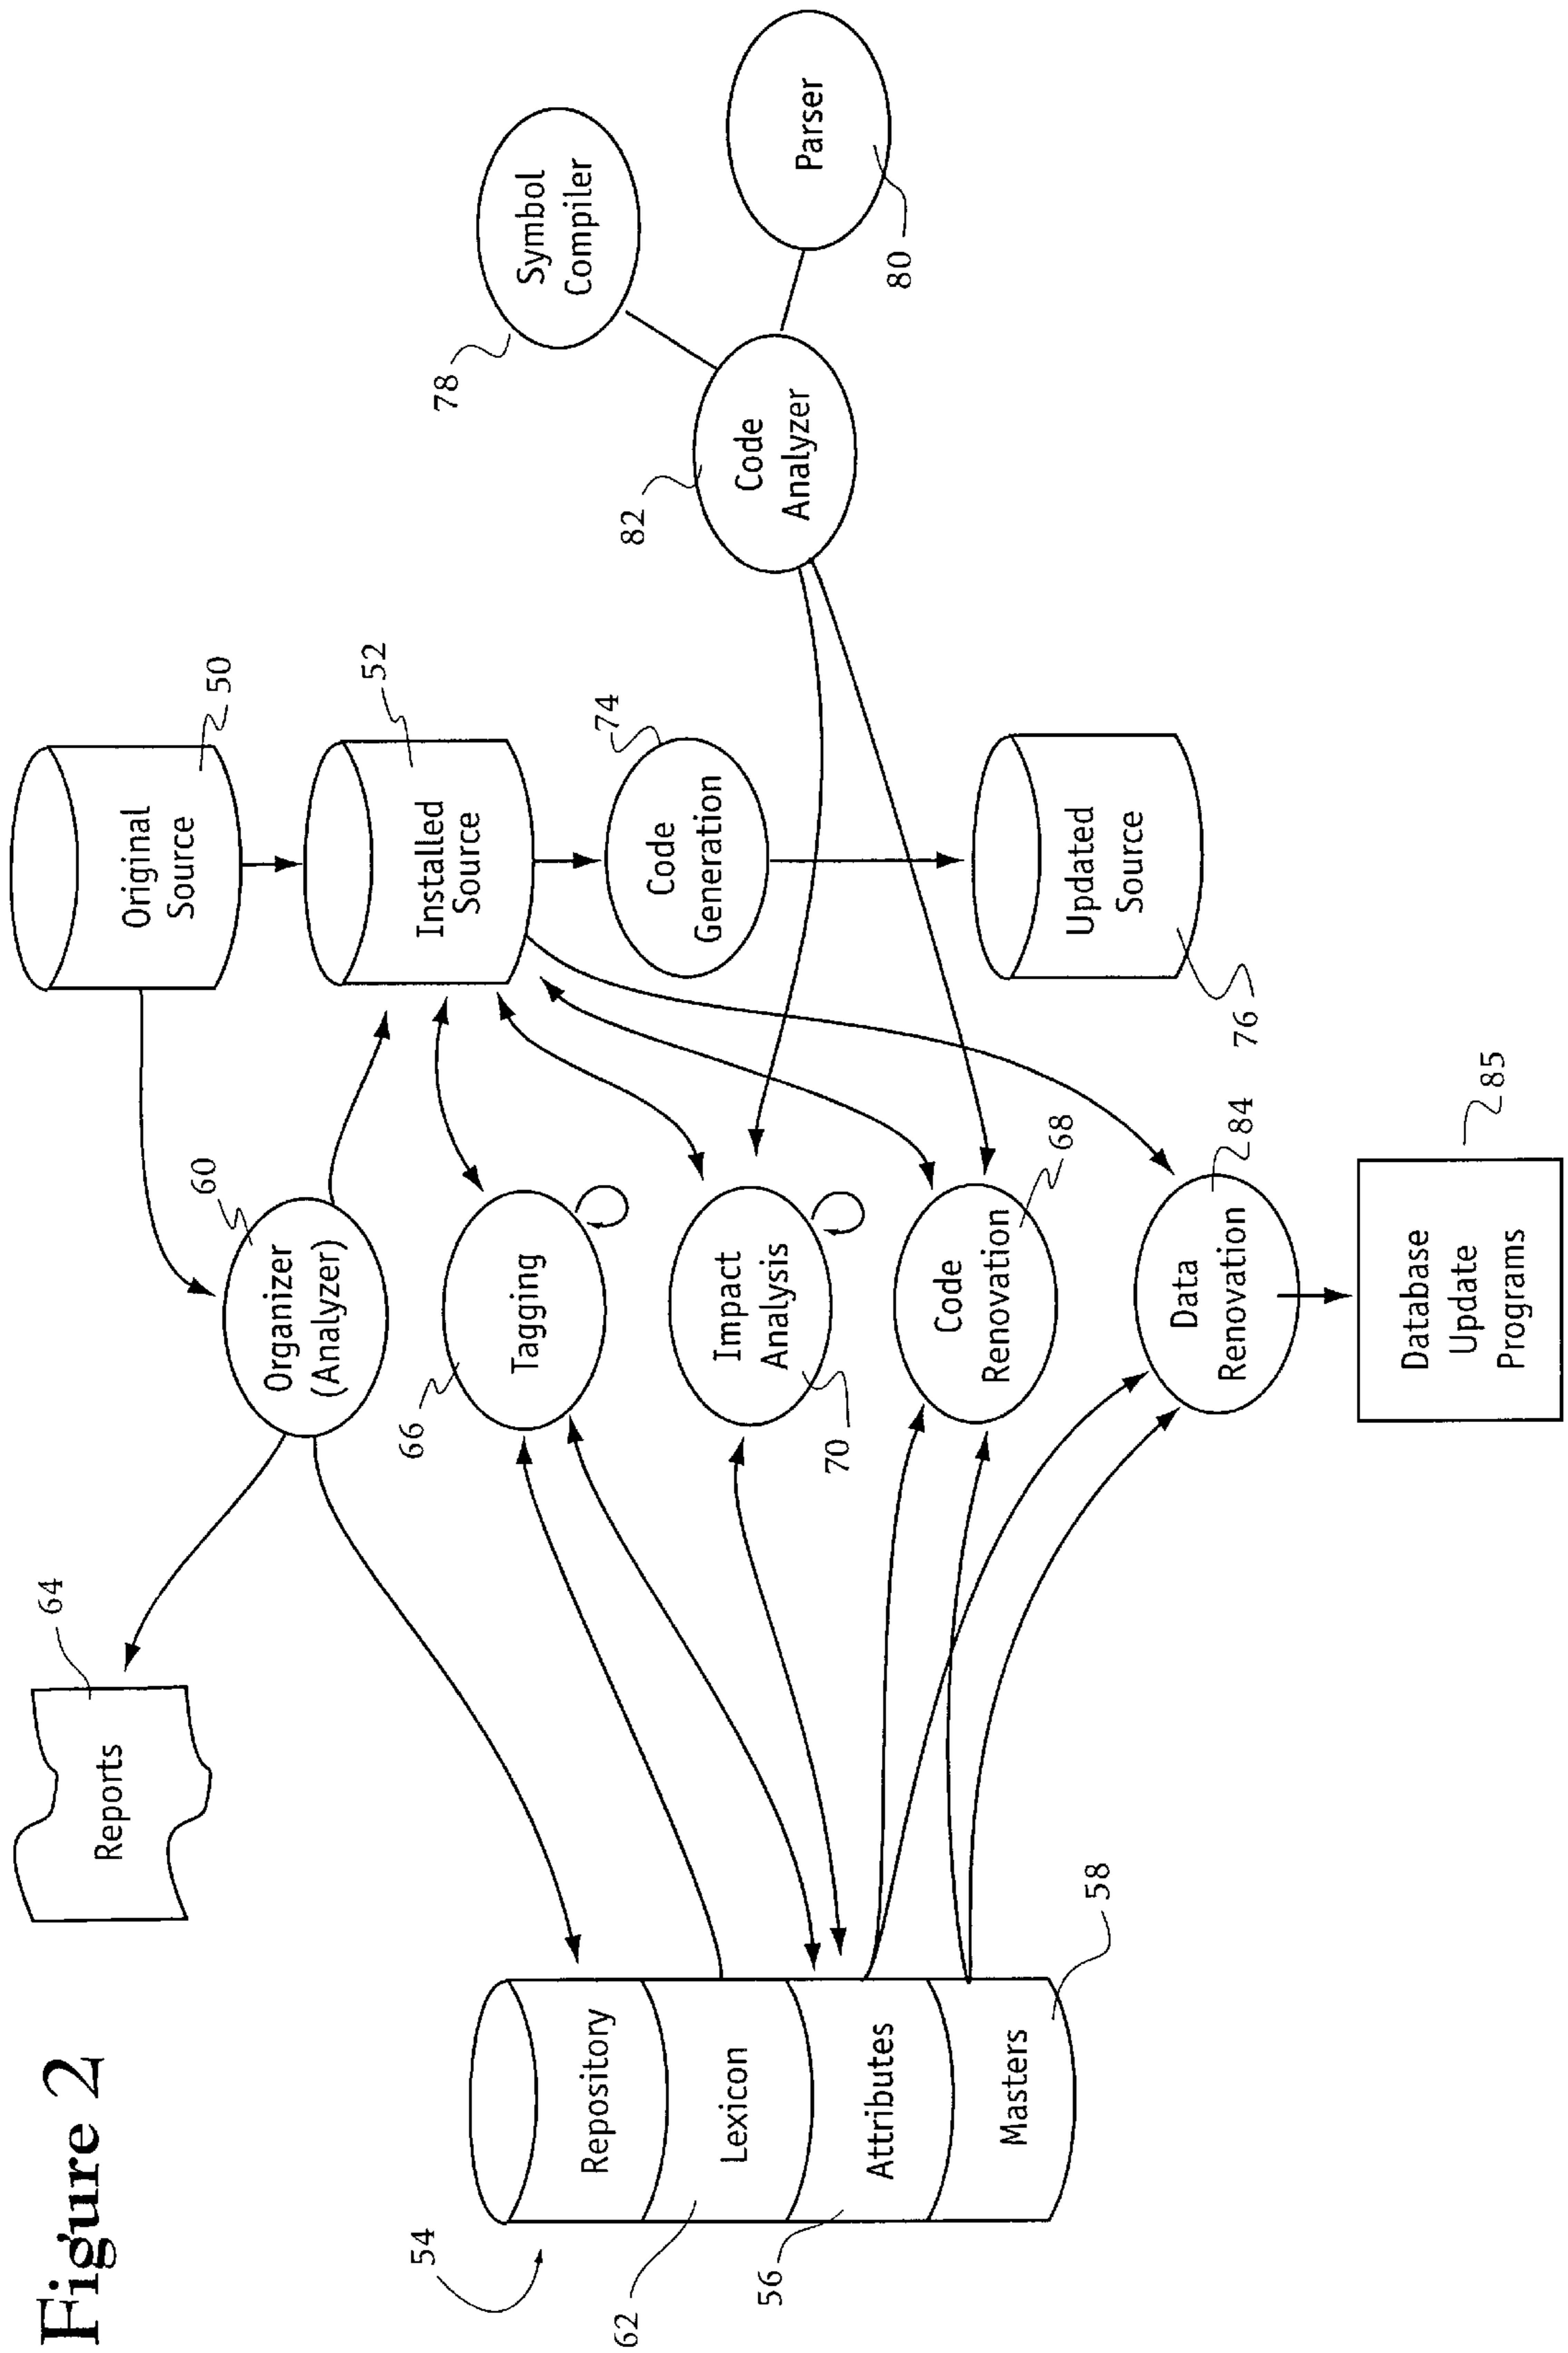 Figure 2
Reports
64
Original
Source
50
60
Organizer
(Analyzer)
Installed
Source
52
54
Repository
Lexicon
62
Attributes
56
Masters
58
66
Tagging
Impact
Analysis
70
Code
Renovation
68
Data
Renovation
84
Database
Update
Programs
85
Code
Generation
74
Updated
Source
76
Code
Analyzer
82
Symbol
Compiler
78
Parser
80